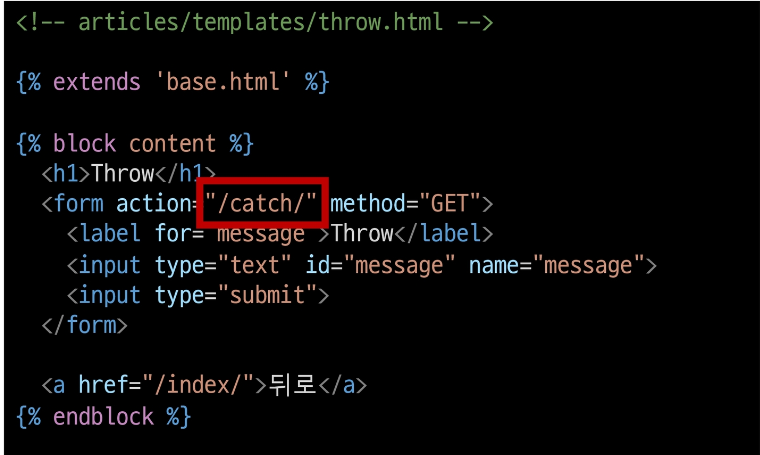 <!-- articles/templates/throw.html -->
{% extends 'base.html' %}
{% block content %}
<h1>Throw</h1>
<form action="/catch/" method="GET">
<label for="message">Throw</label>
<input type="text" id="message" name="message">
<input type="submit">
</form>
<a href="/index/">뒤로</a>
{% endblock %}